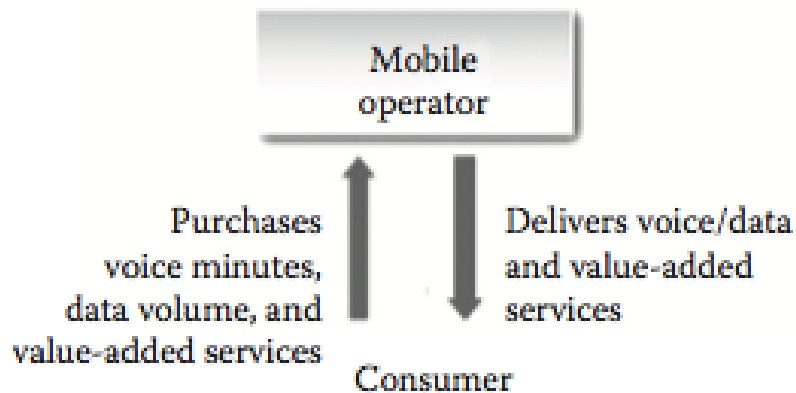 Mobile
operator
Purchases
voice minutes,
data volume, and
value-added services
Delivers voice/data
and value-added
services
Consumer